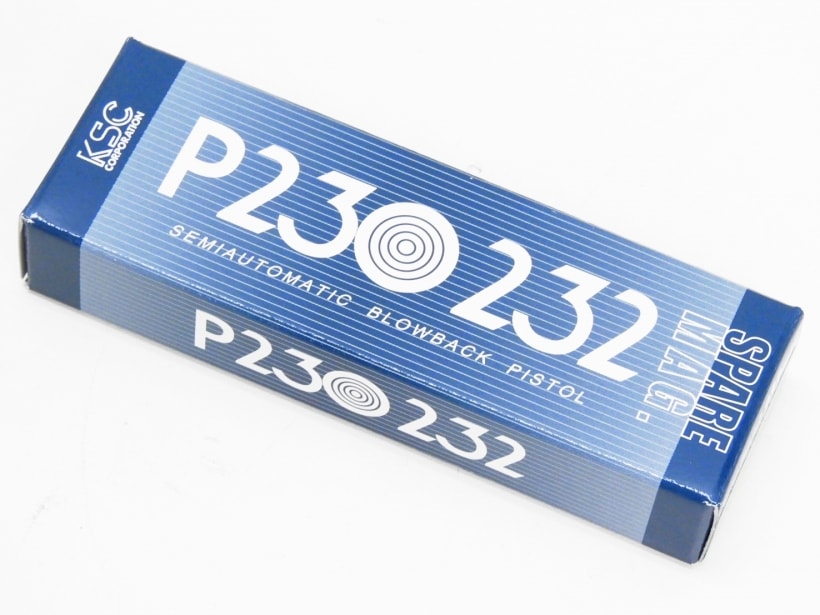 KSC
CORPORATION
P230 232
SEMIAUTOMATIC BLOWBACK PISTOL
SPARE
MAG.
P230 232